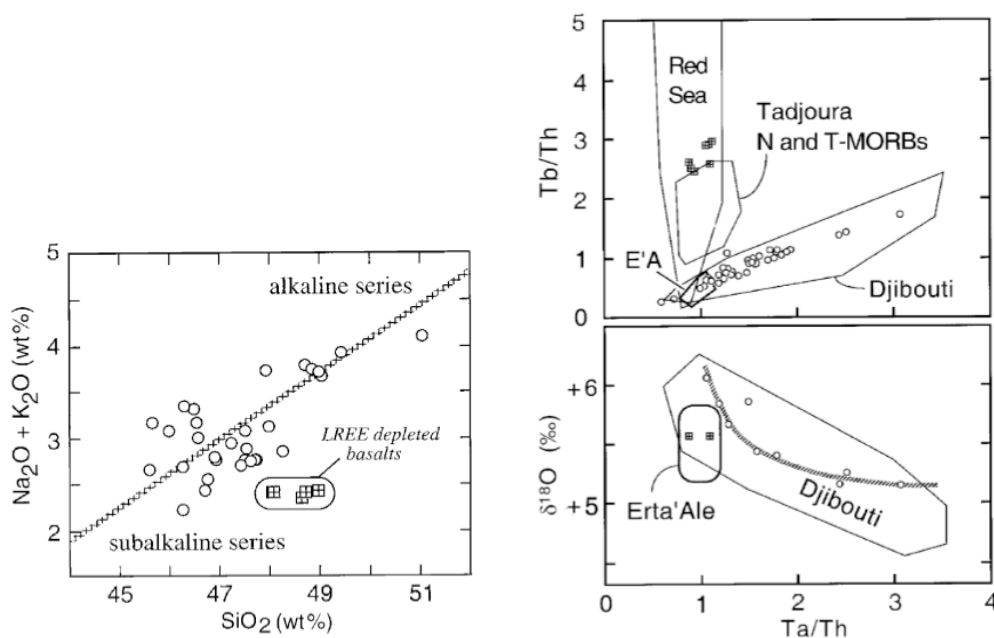 5
4
3
2
45
47
49
51
Na₂O + K₂O (wt%)
SiO₂ (wt%)
alkaline series
LREE depleted
basalts
subalkaline series
5
4
3
2
1
0
Tb/Th
Red
Sea
Tadjoura
N and T-MORBs
E'A
Djibouti
+6
+5
δ¹⁸O (‰)
Erta'Ale
Djibouti
0
1
2
3
4
Ta/Th